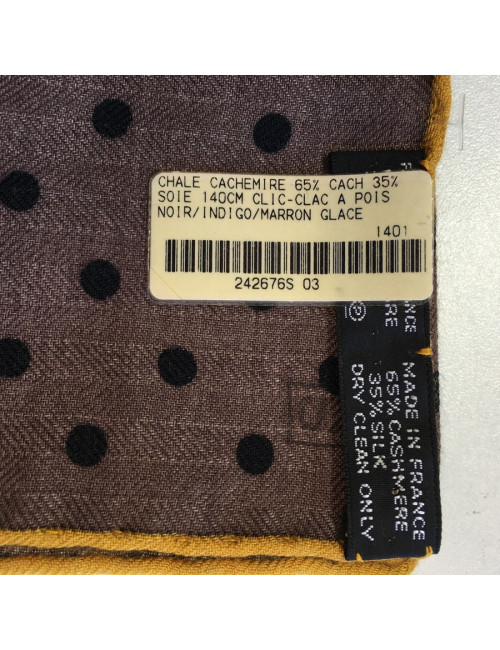 CHALE CACHEMIRE 65% CACH 35%
SOIE 140CM CLIC-CLAC A POIS
NOIR/INDIGO/MARRON GLACE
1401
242676S 03
MADE IN FRANCE
65% CASHMERE
35% SILK
DRY CLEAN ONLY